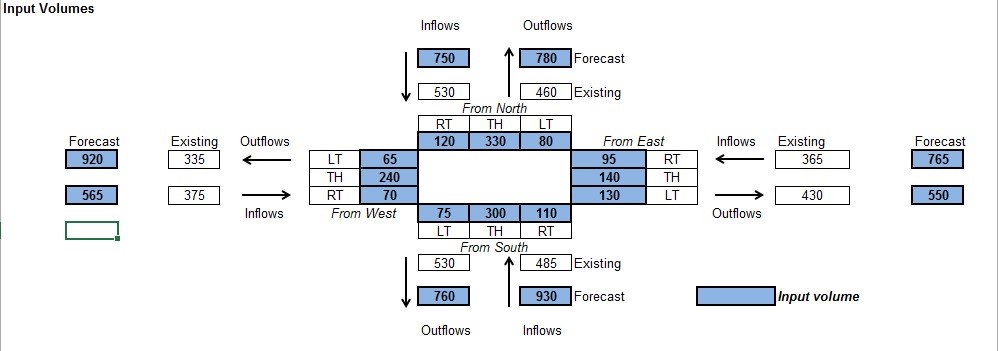 Input Volumes
Inflows Outflows
750 780 Forecast
530 460 Existing
From North
RT TH LT
Forecast Existing Outflows 120 330 80 From East Inflows Existing Forecast
920 335 LT 65 95 RT 365 765
TH 240 140 TH
565 375 RT 70 130 LT 430 550
Inflows From West 75 300 110 Outflows
LT TH RT
From South
530 485 Existing
760 930 Forecast Input volume
Outflows Inflows